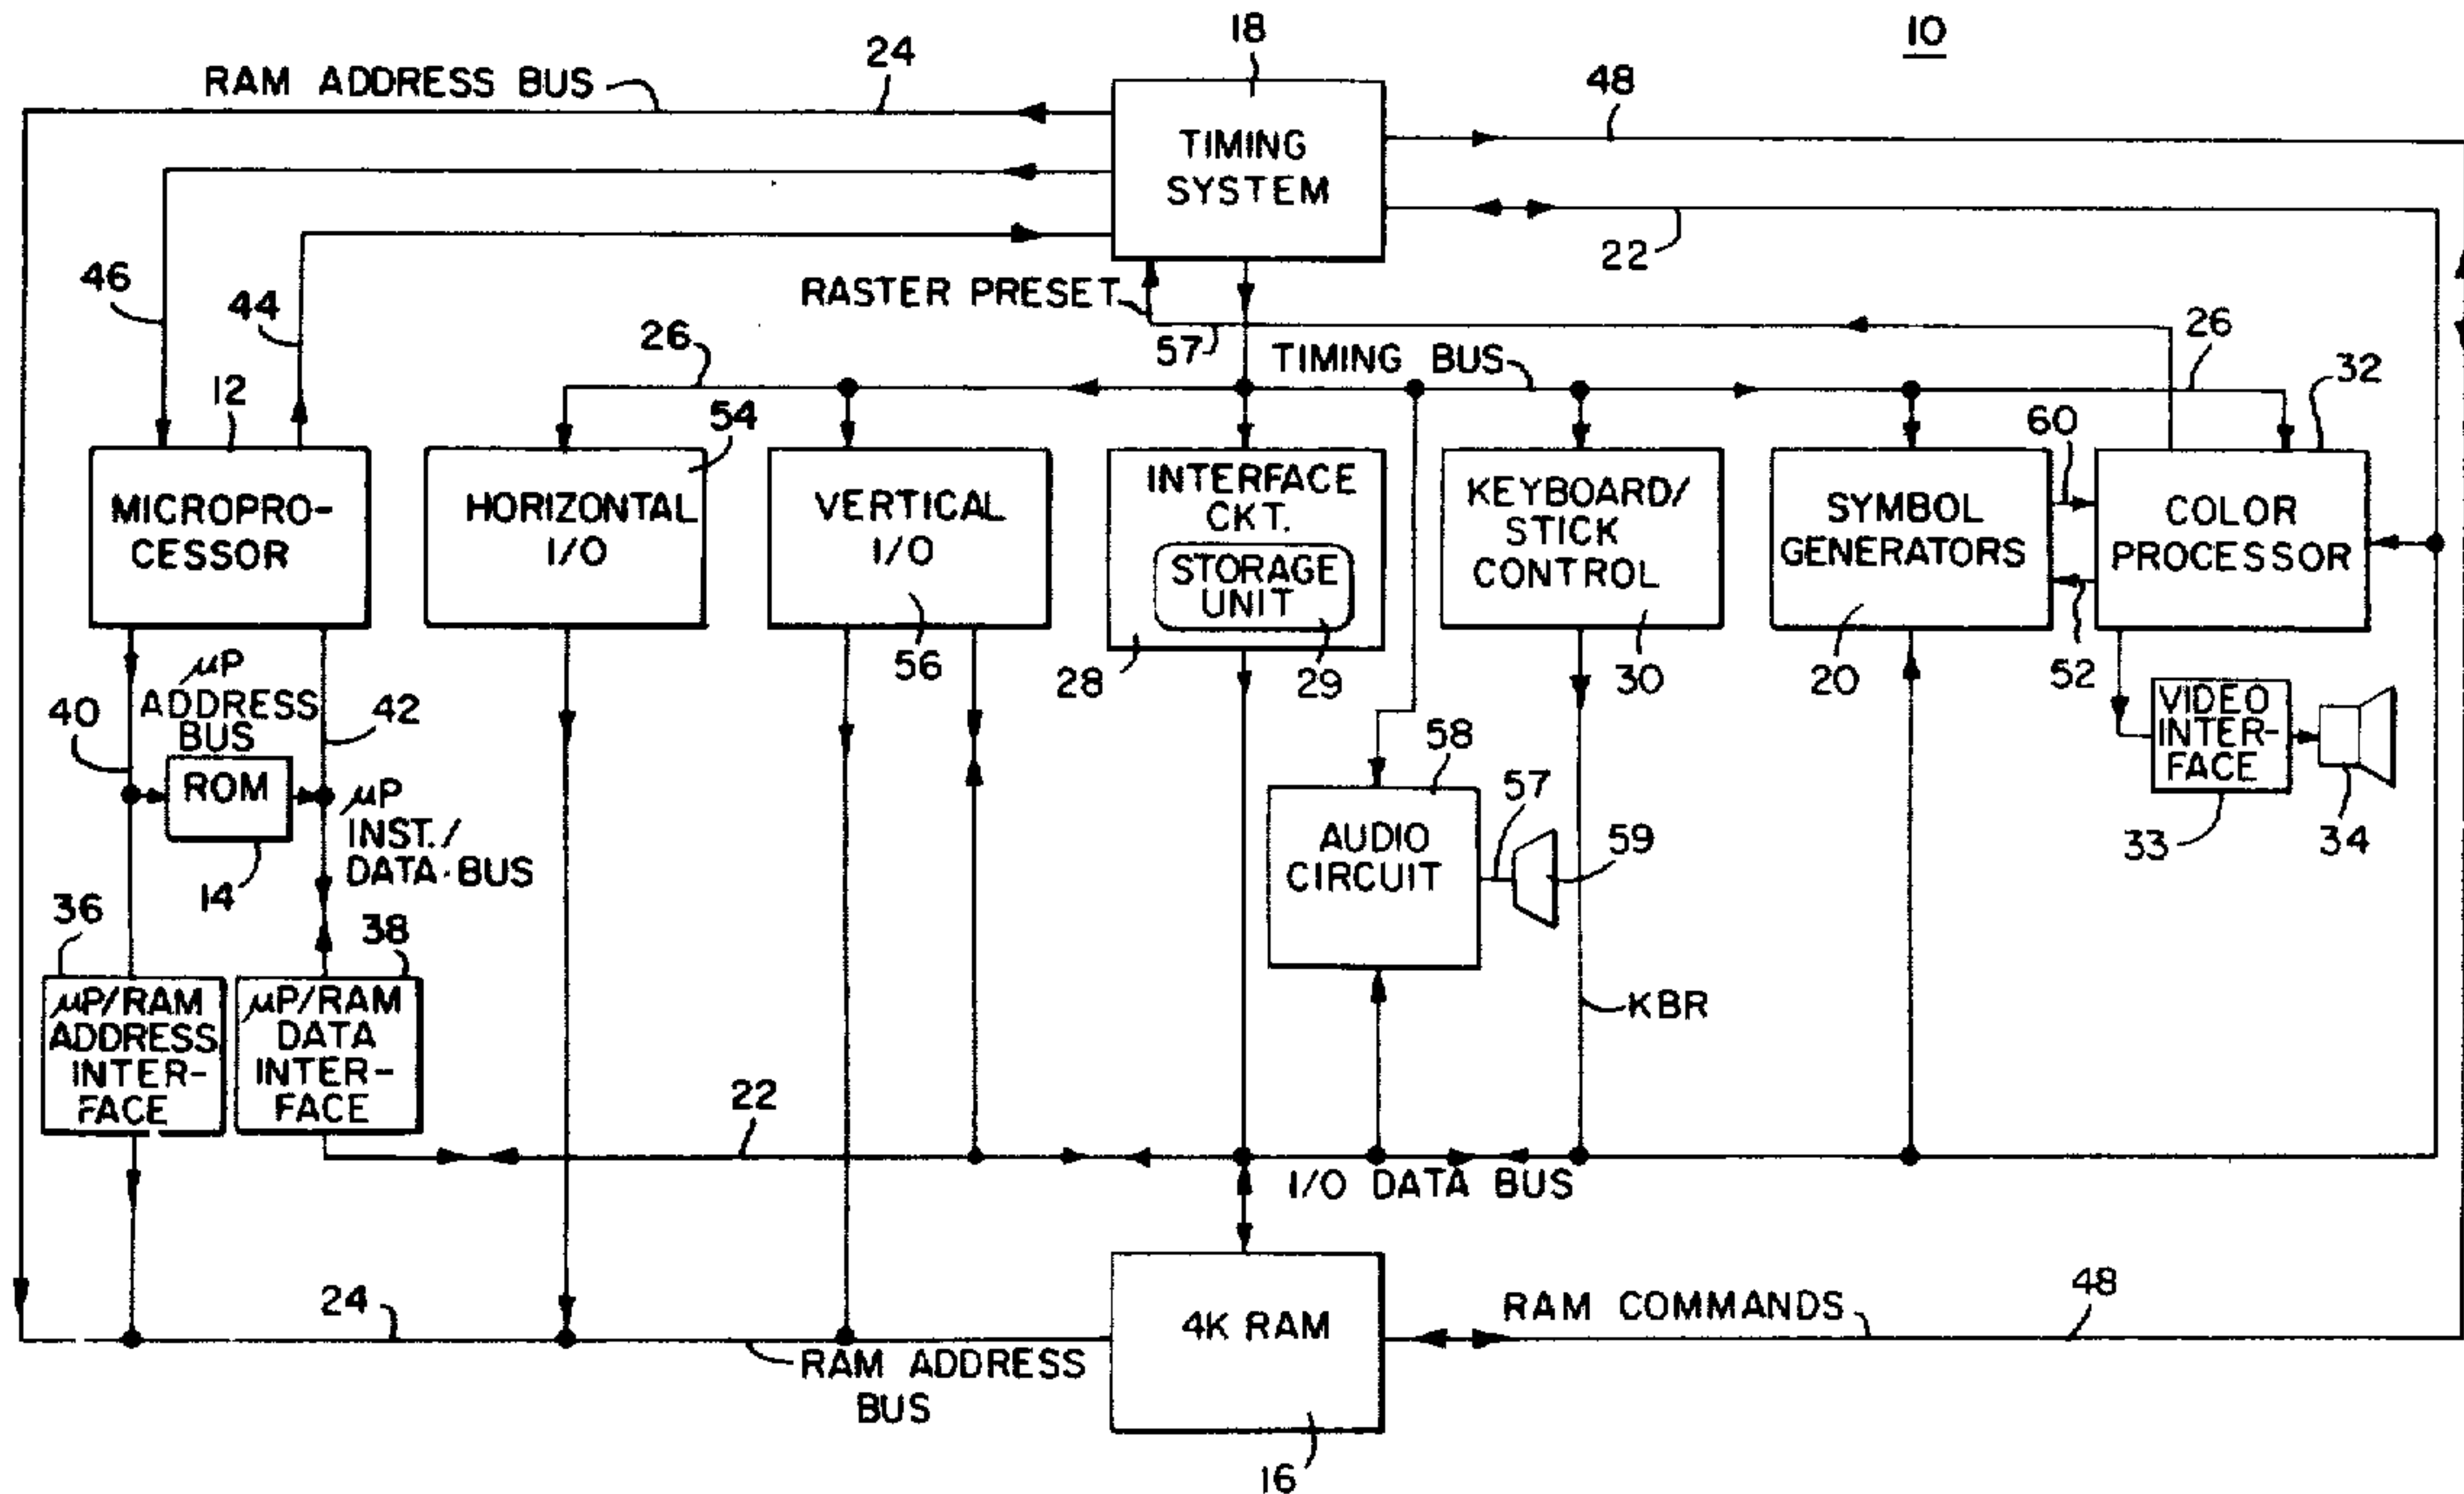 10
18
24
RAM ADDRESS BUS
48
TIMING
SYSTEM
22
46
44
RASTER PRESET
57
26
TIMING BUS
26
32
12
54
60
MICROPRO-
CESSOR
HORIZONTAL
I/O
VERTICAL
I/O
INTERFACE
CKT.
STORAGE
UNIT
KEYBOARD/
STICK
CONTROL
SYMBOL
GENERATORS
COLOR
PROCESSOR
56
28
29
30
20
52
μP
ADDRESS
BUS
40
42
ROM
14
μP
INST./
DATA BUS
58
57
59
AUDIO
CIRCUIT
VIDEO
INTER-
FACE
33
34
36
38
μP/RAM
ADDRESS
INTER-
FACE
μP/RAM
DATA
INTER-
FACE
KBR
22
I/O DATA BUS
24
RAM ADDRESS
BUS
4K RAM
16
RAM COMMANDS
48